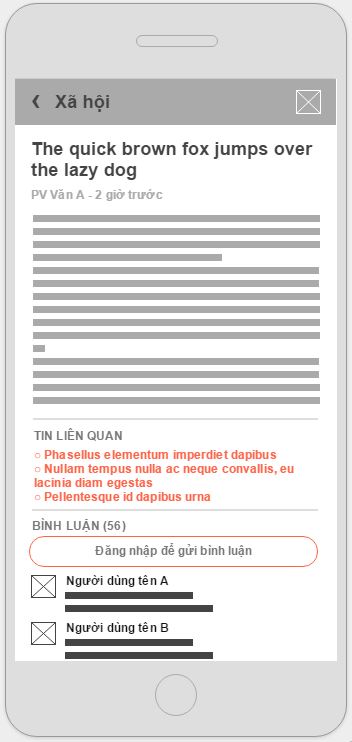 Xã hội
The quick brown fox jumps over
the lazy dog
PV Văn A - 2 giờ trước
TIN LIÊN QUAN
○ Phasellus elementum imperdiet dapibus
○ Nullam tempus nulla ac neque convallis, eu
lacinia diam egestas
○ Pellentesque id dapibus urna
BÌNH LUẬN (56)
Đăng nhập để gửi bình luận
Người dùng tên A
Người dùng tên B